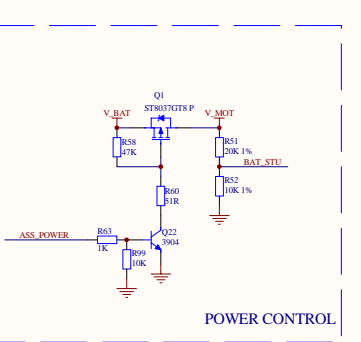 Q1
ST8037GT8 P
V_BAT
V_MOT
R58
47K
R51
20K 1%
BAT_STU
R52
10K 1%
R60
51R
ASS_POWER
R63
1K
Q22
3904
R99
10K
POWER CONTROL